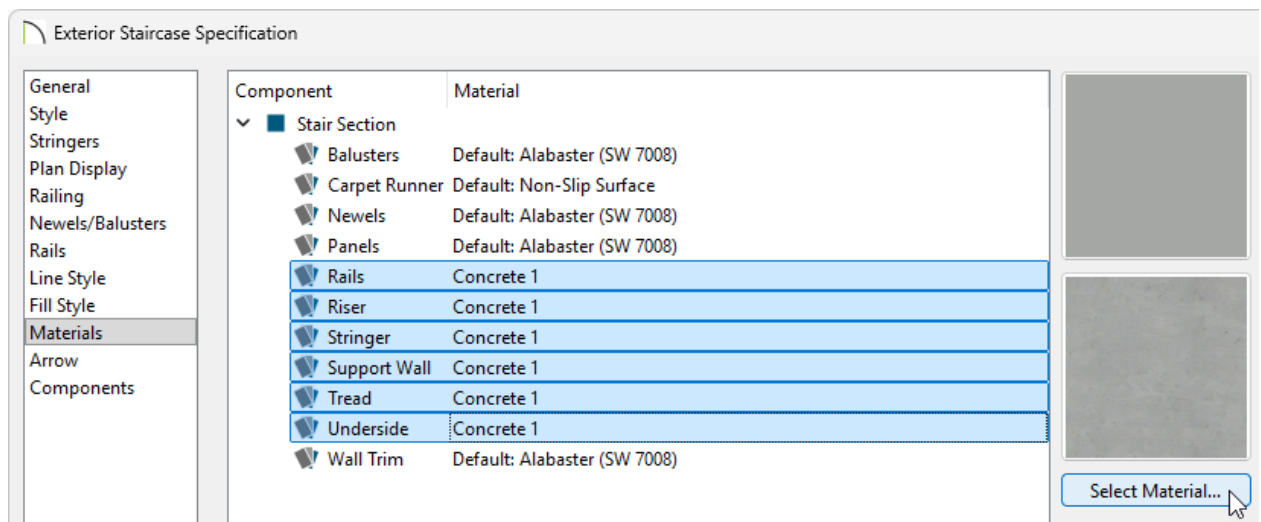 Exterior Staircase Specification
General
Style
Stringers
Plan Display
Railing
Newels/Balusters
Rails
Line Style
Fill Style
Materials
Arrow
Components
Component Material
Stair Section
Balusters Default: Alabaster (SW 7008)
Carpet Runner Default: Non-Slip Surface
Newels Default: Alabaster (SW 7008)
Panels Default: Alabaster (SW 7008)
Rails Concrete 1
Riser Concrete 1
Stringer Concrete 1
Support Wall Concrete 1
Tread Concrete 1
Underside Concrete 1
Wall Trim Default: Alabaster (SW 7008)
Select Material...